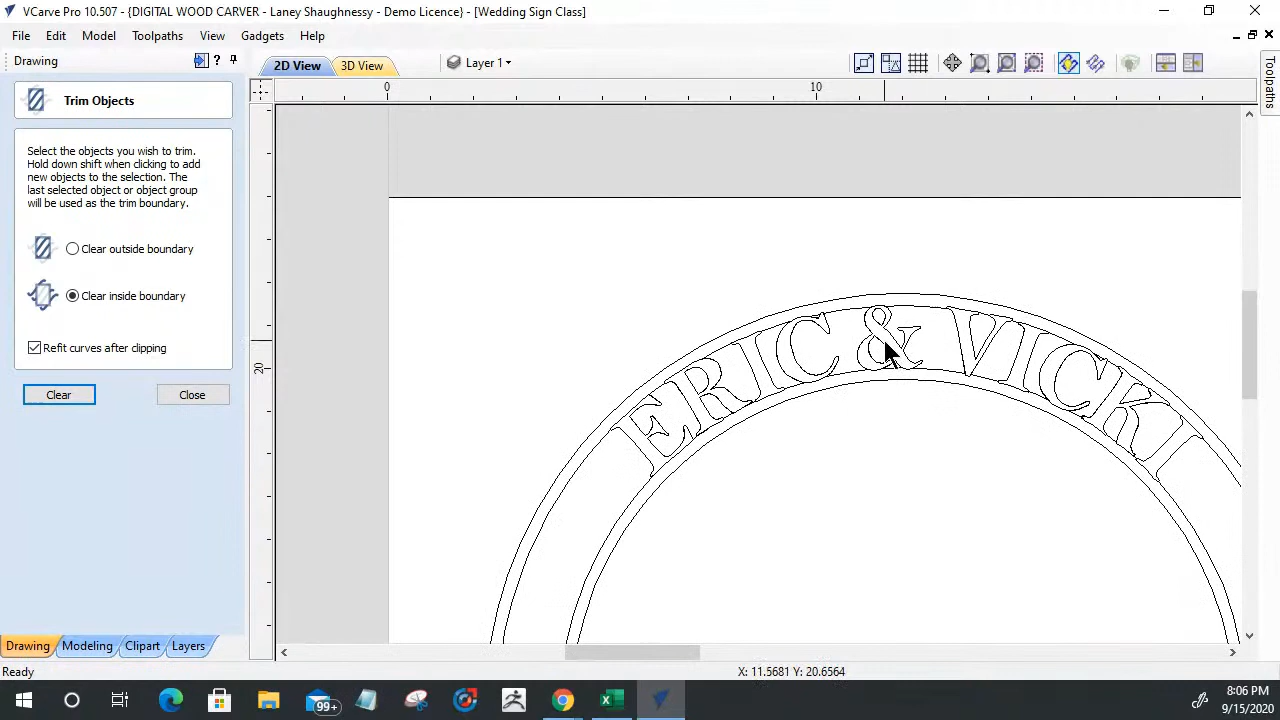 VCarve Pro 10.507 - {DIGITAL WOOD CARVER - Laney Shaughnessy - Demo Licence} - [Wedding Sign Class]
File Edit Model Toolpaths View Gadgets Help
Drawing
2D View 3D View Layer 1
Trim Objects
Select the objects you wish to trim.
Hold down shift when clicking to add
new objects to the selection. The
last selected object or object group
will be used as the trim boundary.
Clear outside boundary
Clear inside boundary
Refit curves after clipping
Clear Close
0 10
20
ERIC & VICKI
Toolpaths
Drawing Modeling Clipart Layers
Ready X: 11.5681 Y: 20.6564
99+
8:06 PM
9/15/2020